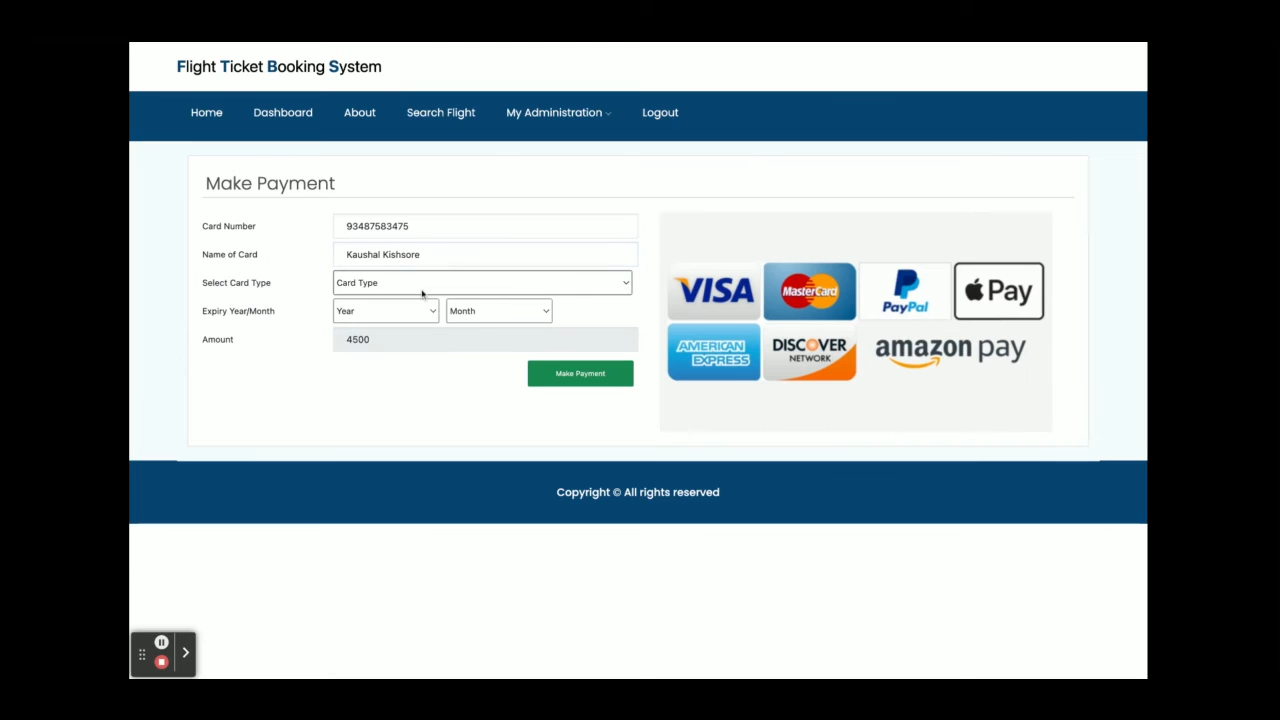 Flight Ticket Booking System
Home Dashboard About Search Flight My Administration Logout
Make Payment
Card Number 93487583475
Name of Card Kaushal Kishsore
Select Card Type Card Type
Expiry Year/Month Year Month
Amount 4500
Make Payment
VISA MasterCard PayPal Pay
AMERICAN EXPRESS DISCOVER NETWORK amazon pay
Copyright © All rights reserved